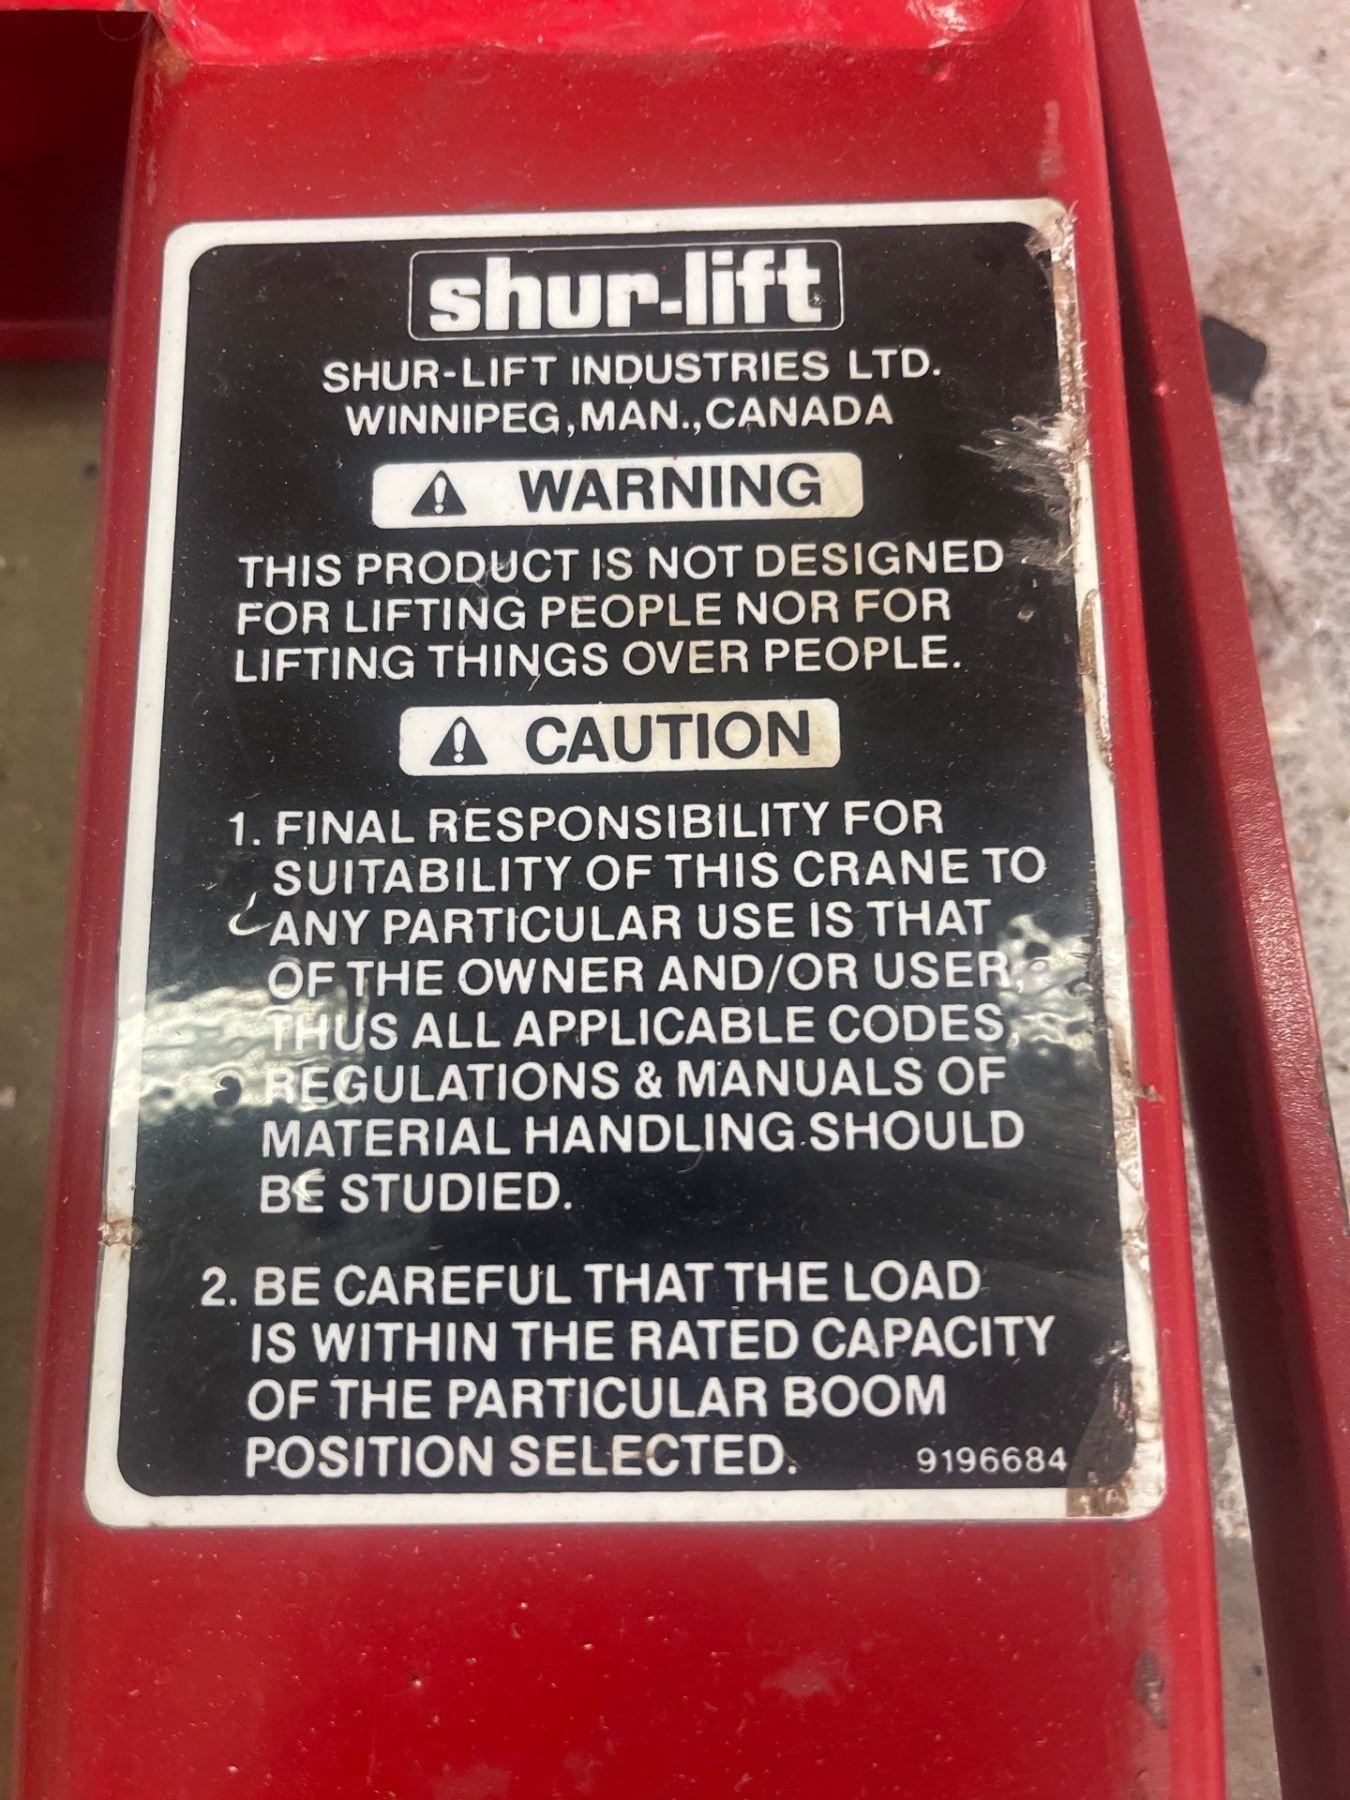 shur-lift
SHUR-LIFT INDUSTRIES LTD.
WINNIPEG, MAN., CANADA
WARNING
THIS PRODUCT IS NOT DESIGNED
FOR LIFTING PEOPLE NOR FOR
LIFTING THINGS OVER PEOPLE.
CAUTION
1. FINAL RESPONSIBILITY FOR
SUITABILITY OF THIS CRANE TO
ANY PARTICULAR USE IS THAT
OF THE OWNER AND/OR USER,
THUS ALL APPLICABLE CODES,
REGULATIONS & MANUALS OF
MATERIAL HANDLING SHOULD
BE STUDIED.
2. BE CAREFUL THAT THE LOAD
IS WITHIN THE RATED CAPACITY
OF THE PARTICULAR BOOM
POSITION SELECTED. 9196684